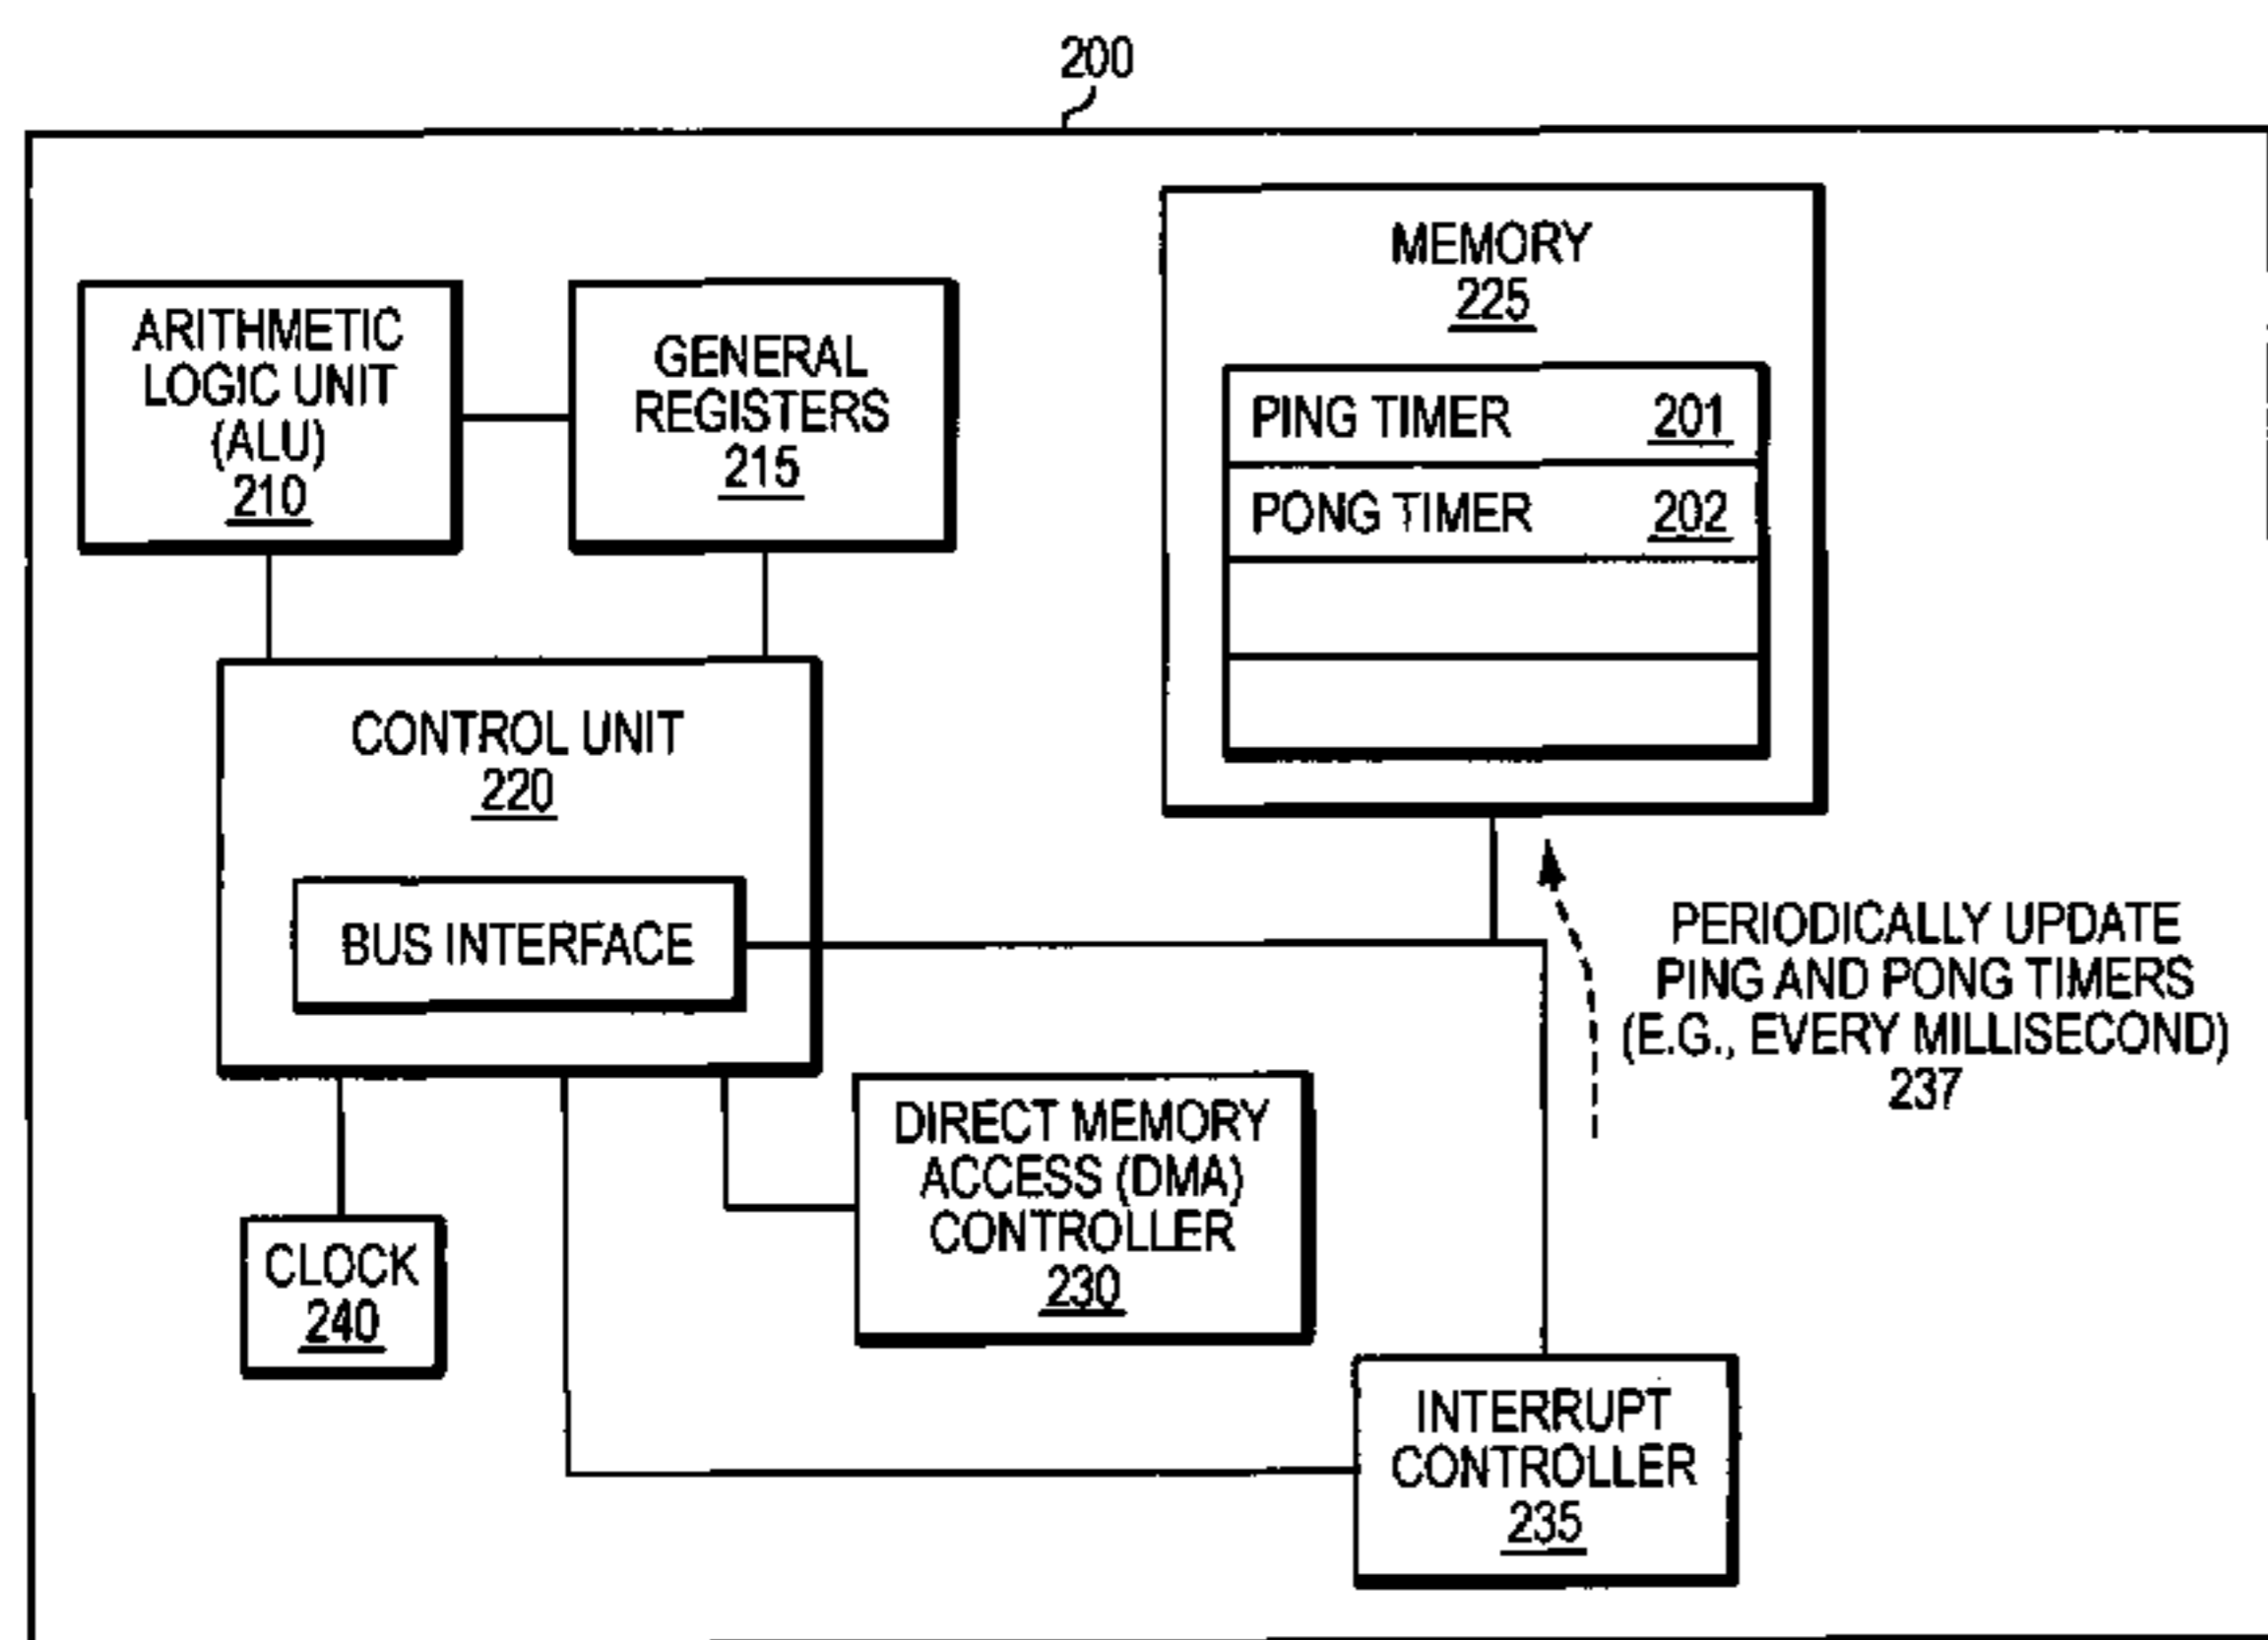 200
ARITHMETIC
LOGIC UNIT
(ALU)
210
GENERAL
REGISTERS
215
MEMORY
225
PING TIMER 201
PONG TIMER 202
CONTROL UNIT
220
BUS INTERFACE
PERIODICALLY UPDATE
PING AND PONG TIMERS
(E.G., EVERY MILLISECOND)
237
DIRECT MEMORY
ACCESS (DMA)
CONTROLLER
230
CLOCK
240
INTERRUPT
CONTROLLER
235